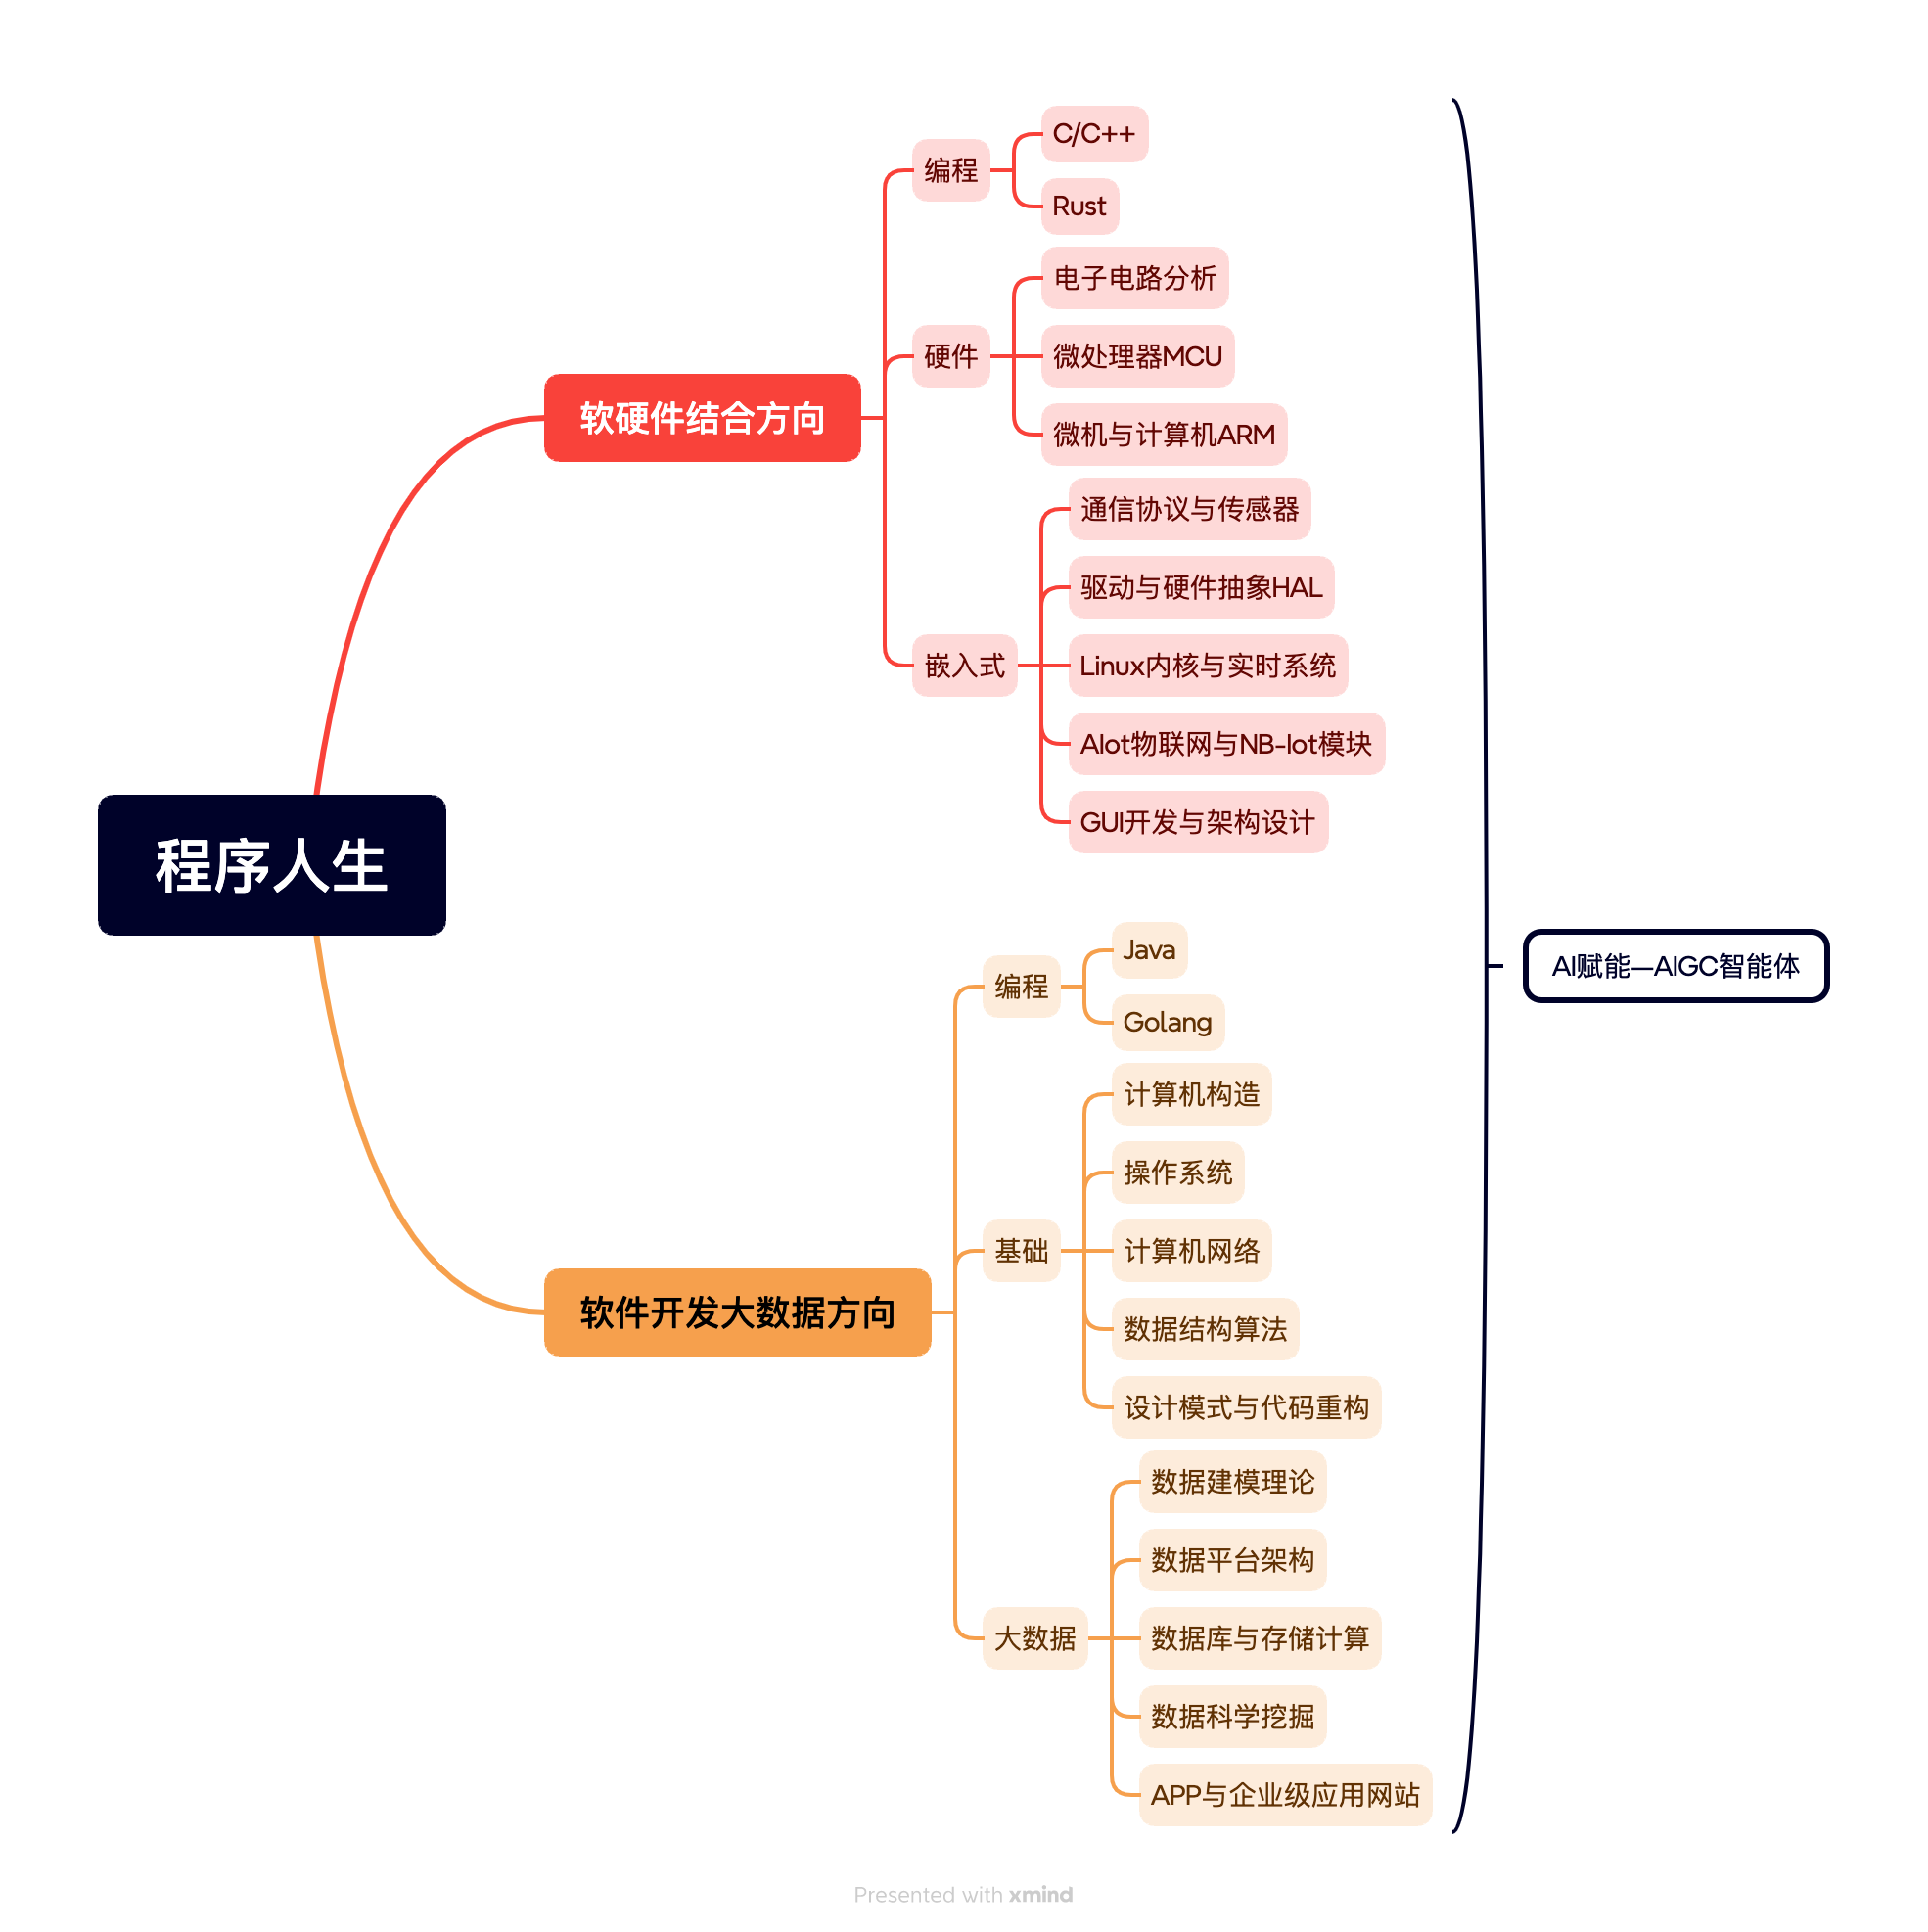 程序人生
软硬件结合方向
编程
C/C++
Rust
硬件
电子电路分析
微处理器MCU
微机与计算机ARM
嵌入式
通信协议与传感器
驱动与硬件抽象HAL
Linux内核与实时系统
AIot物联网与NB-Iot模块
GUI开发与架构设计
软件开发大数据方向
编程
Java
Golang
基础
计算机构造
操作系统
计算机网络
数据结构算法
设计模式与代码重构
大数据
数据建模理论
数据平台架构
数据库与存储计算
数据科学挖掘
APP与企业级应用网站
AI赋能—AIGC智能体
Presented with xmind